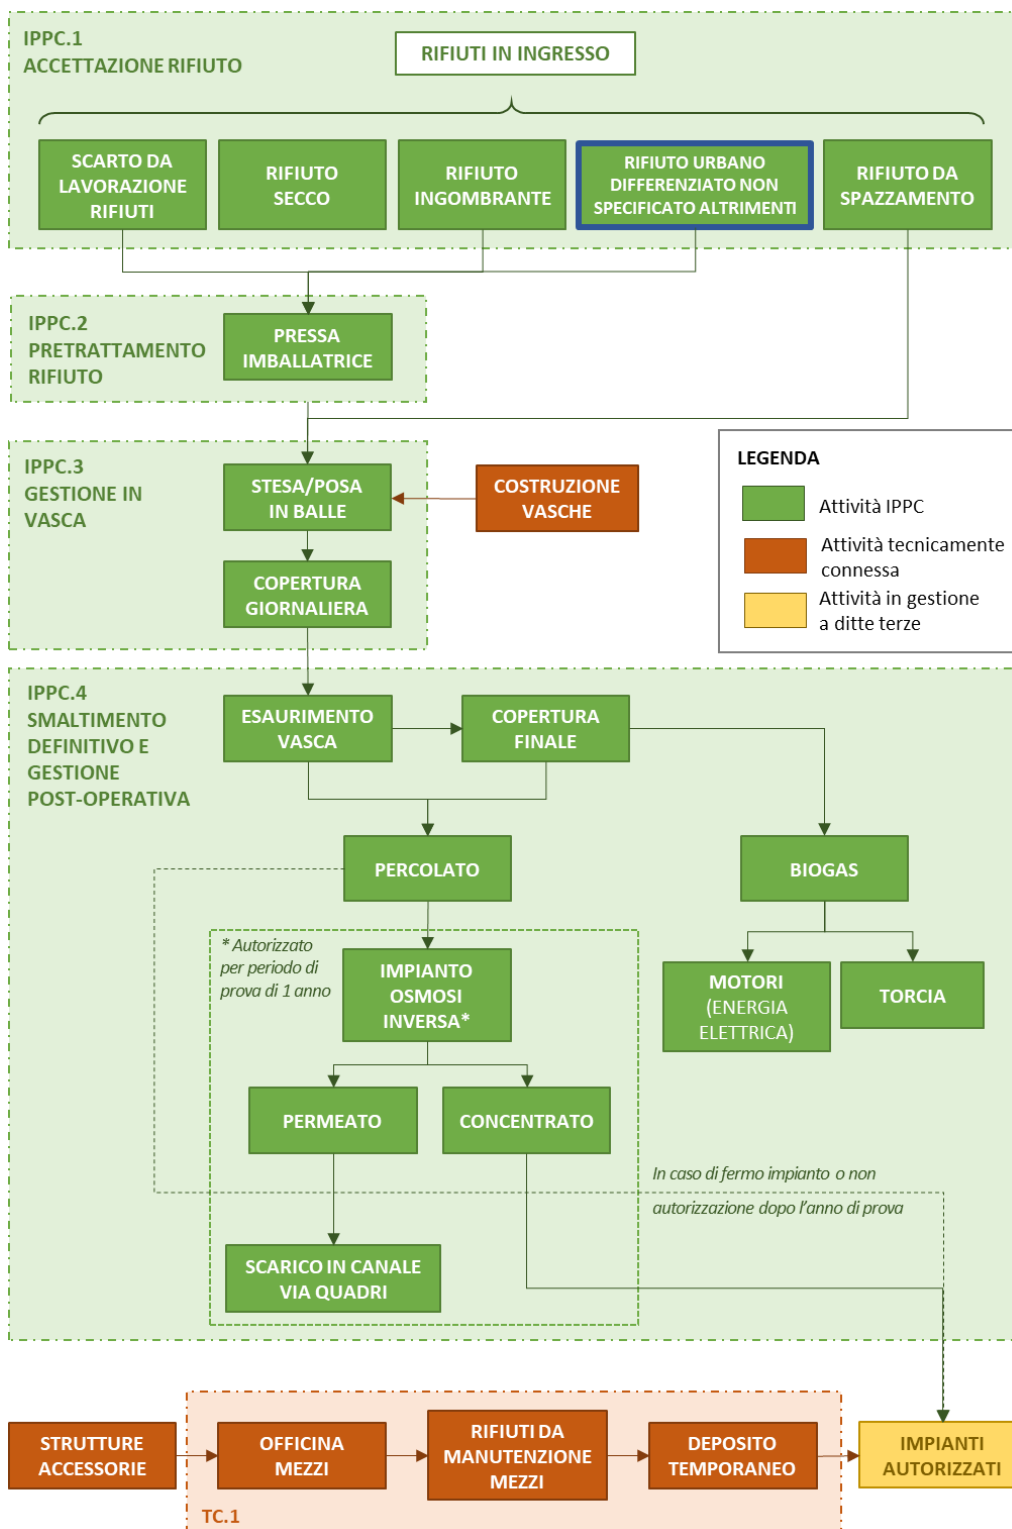 IPPC.1
ACCETTAZIONE RIFIUTO
RIFIUTI IN INGRESSO
SCARTO DA
LAVORAZIONE
RIFIUTI
RIFIUTO
SECCO
RIFIUTO
INGOMBRANTE
RIFIUTO URBANO
DIFFERENZIATO NON
SPECIFICATO ALTRIMENTI
RIFIUTO DA
SPAZZAMENTO
IPPC.2
PRETRATTAMENTO
RIFIUTO
PRESSA
IMBALLATRICE
IPPC.3
GESTIONE IN
VASCA
STESA/POSA
IN BALLE
COSTRUZIONE
VASCHE
COPERTURA
GIORNALIERA
LEGENDA
Attività IPPC
Attività tecnicamente
connessa
Attività in gestione
a ditte terze
IPPC.4
SMALTIMENTO
DEFINITIVO E
GESTIONE
POST-OPERATIVA
ESAURIMENTO
VASCA
COPERTURA
FINALE
PERCOLATO
BIOGAS
* Autorizzato
per periodo di
prova di 1 anno
IMPIANTO
OSMOSI
INVERSA*
MOTORI
(ENERGIA
ELETTRICA)
TORCIA
PERMEATO
CONCENTRATO
In caso di fermo impianto o non
autorizzazione dopo l'anno di prova
SCARICO IN CANALE
VIA QUADRI
STRUTTURE
ACCESSORIE
OFFICINA
MEZZI
RIFIUTI DA
MANUTENZIONE
MEZZI
DEPOSITO
TEMPORANEO
IMPIANTI
AUTORIZZATI
TC.1